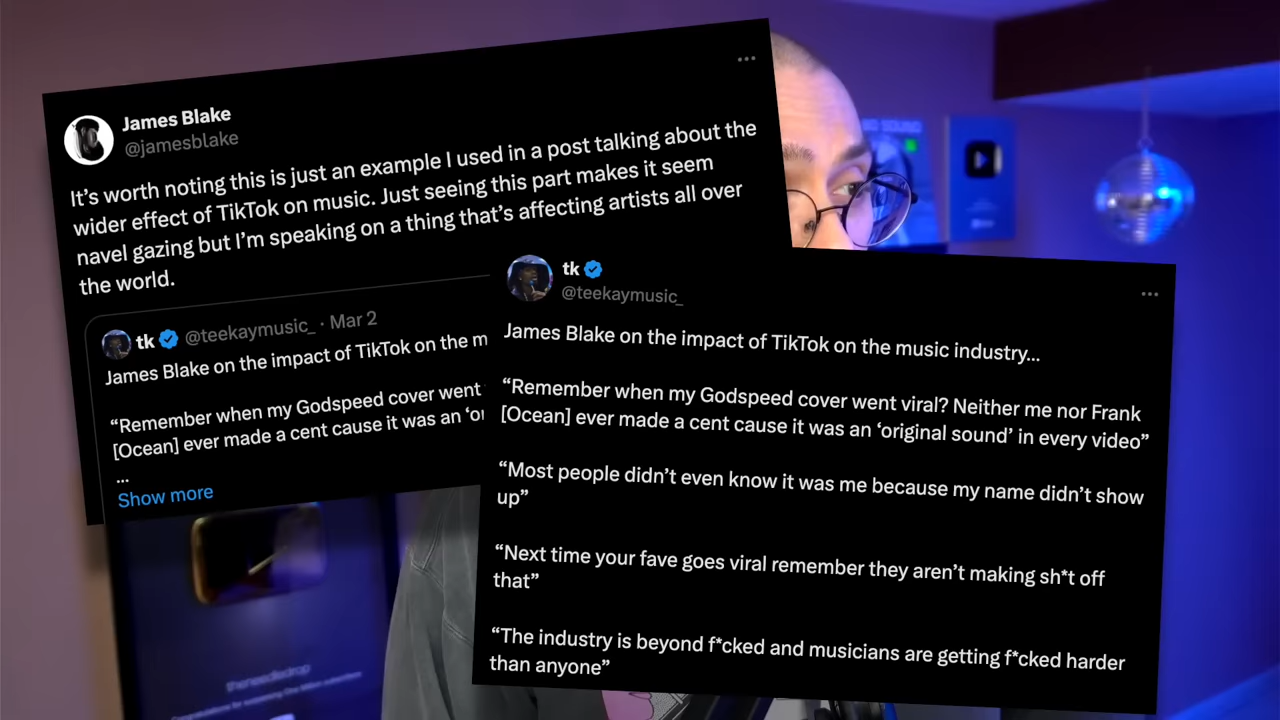 James Blake
@jamesblake
It’s worth noting this is just an example I used in a post talking about the
wider effect of TikTok on music. Just seeing this part makes it seem
navel gazing but I’m speaking on a thing that’s affecting artists all over
the world.
tk @teekaymusic_ · Mar 2
James Blake on the impact of TikTok on the m
“Remember when my Godspeed cover went
[Ocean] ever made a cent cause it was an ‘or
...
Show more
tk
@teekaymusic_
James Blake on the impact of TikTok on the music industry...
“Remember when my Godspeed cover went viral? Neither me nor Frank
[Ocean] ever made a cent cause it was an ‘original sound’ in every video”
“Most people didn’t even know it was me because my name didn’t show
up”
“Next time your fave goes viral remember they aren’t making sh*t off
that”
“The industry is beyond f*cked and musicians are getting f*cked harder
than anyone”
theneedledrop